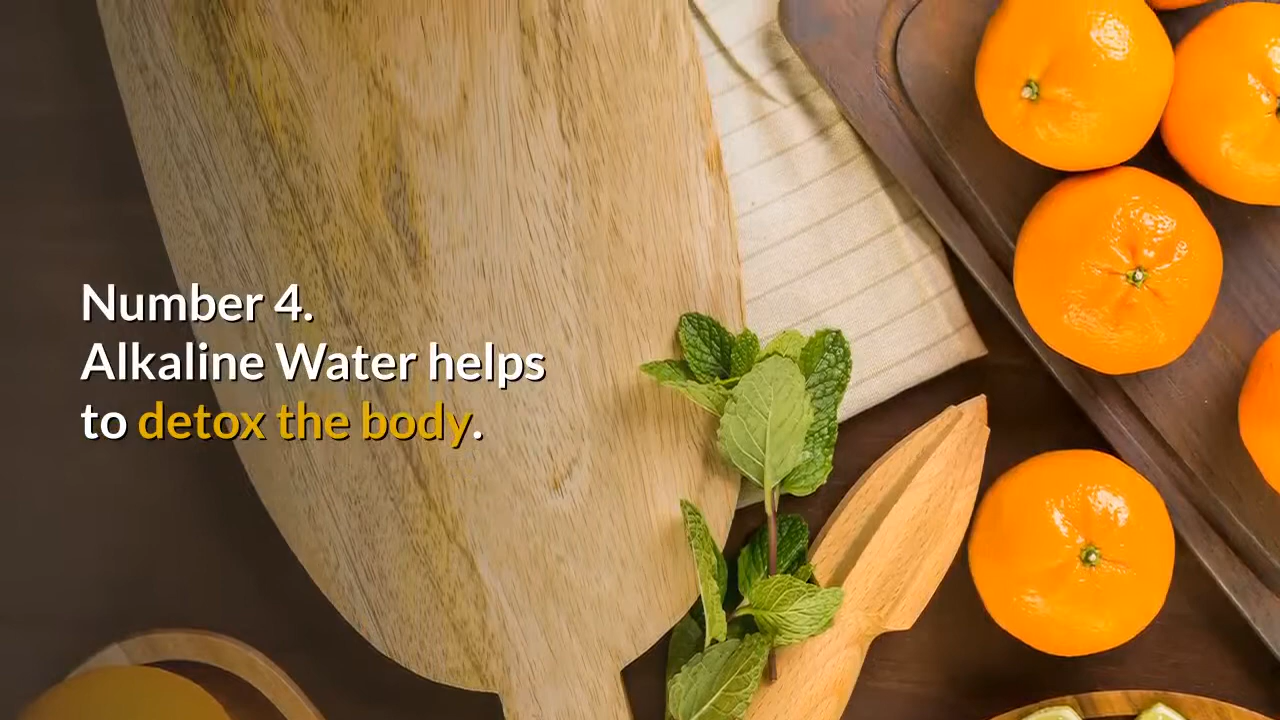 Number 4.
Alkaline Water helps
to detox the body.